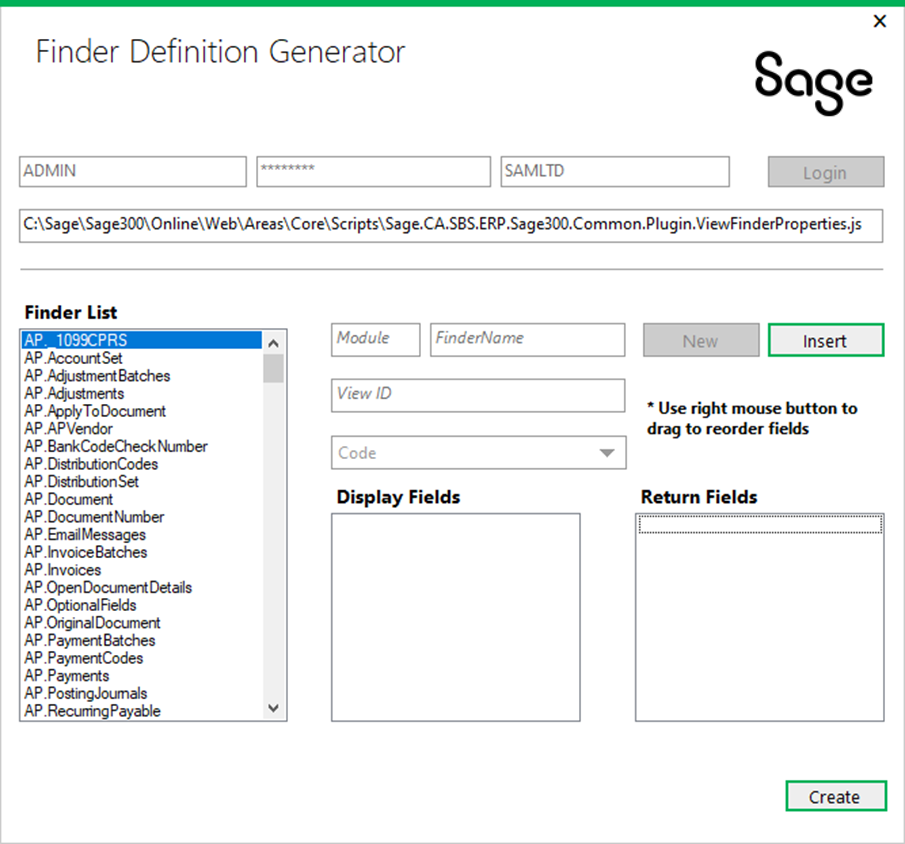 Finder Definition Generator
Sage
ADMIN
********
SAMLTD
Login
C:\Sage\Sage300\Online\Web\Areas\Core\Scripts\Sage.CA.SBS.ERP.Sage300.Common.Plugin.ViewFinderProperties.js
Finder List
AP._1099CPRS
AP.AccountSet
AP.AdjustmentBatches
AP.Adjustments
AP.ApplyToDocument
AP.APVendor
AP.BankCodeCheckNumber
AP.DistributionCodes
AP.DistributionSet
AP.Document
AP.DocumentNumber
AP.EmailMessages
AP.InvoiceBatches
AP.Invoices
AP.OpenDocumentDetails
AP.OptionalFields
AP.OriginalDocument
AP.PaymentBatches
AP.PaymentCodes
AP.Payments
AP.PostingJournals
AP.RecurringPayable
Module
FinderName
New
Insert
View ID
* Use right mouse button to
drag to reorder fields
Code
Display Fields
Return Fields
Create